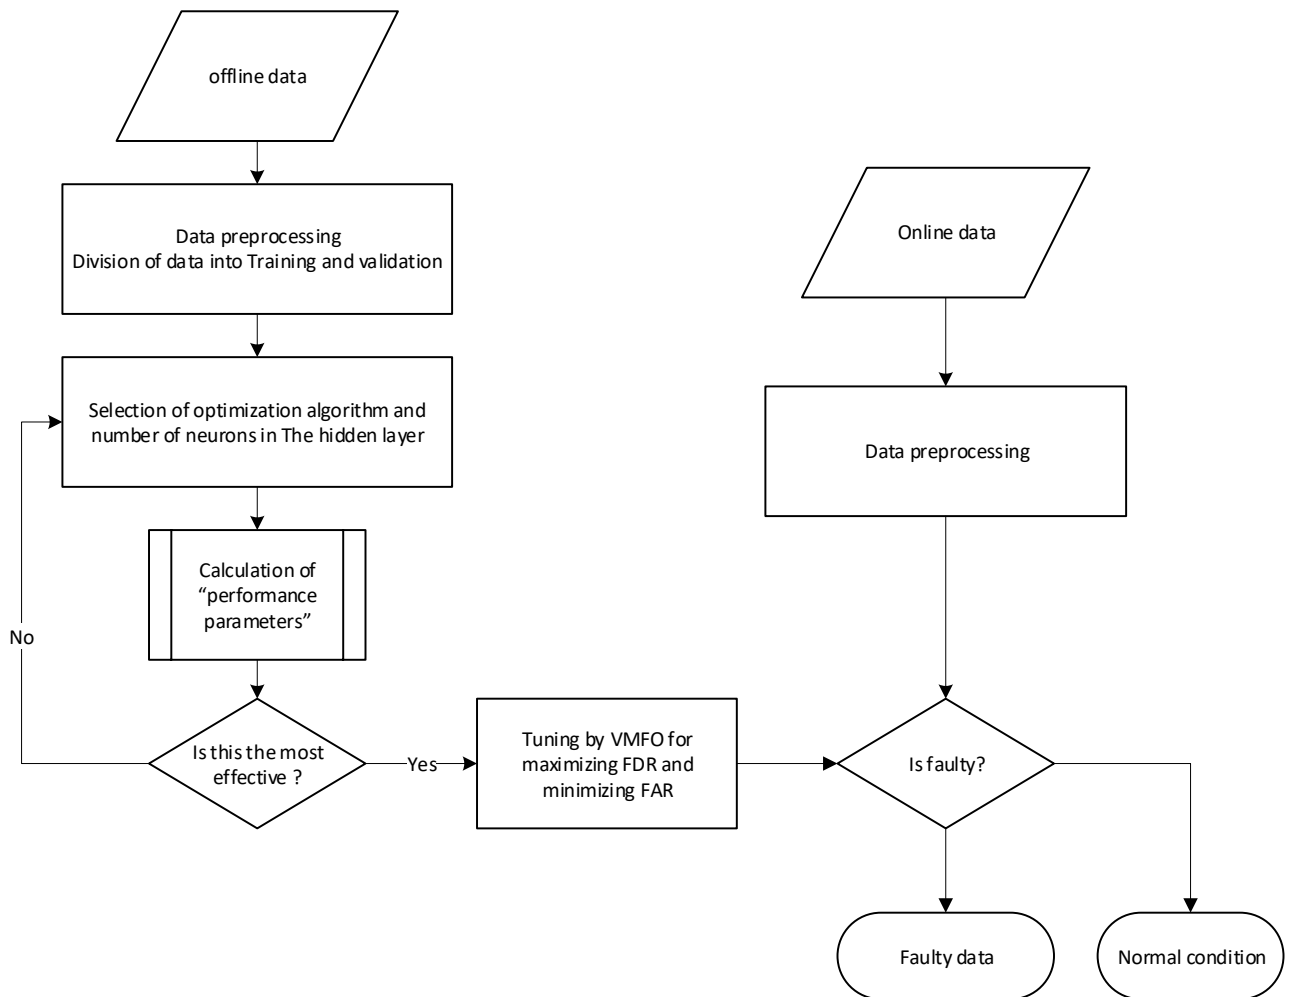 offline data
Data preprocessing
Division of data into Training and validation
Selection of optimization algorithm and
number of neurons in The hidden layer
Calculation of
“performance
parameters”
No
Is this the most
effective ?
Yes
Tuning by VMFO for
maximizing FDR and
minimizing FAR
Online data
Data preprocessing
Is faulty?
Faulty data
Normal condition